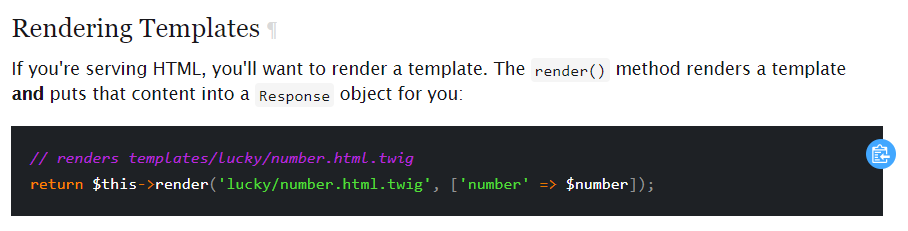 Rendering Templates ¶
If you're serving HTML, you'll want to render a template. The render() method renders a template
and puts that content into a Response object for you:
// renders templates/lucky/number.html.twig
return $this->render('lucky/number.html.twig', ['number' => $number]);